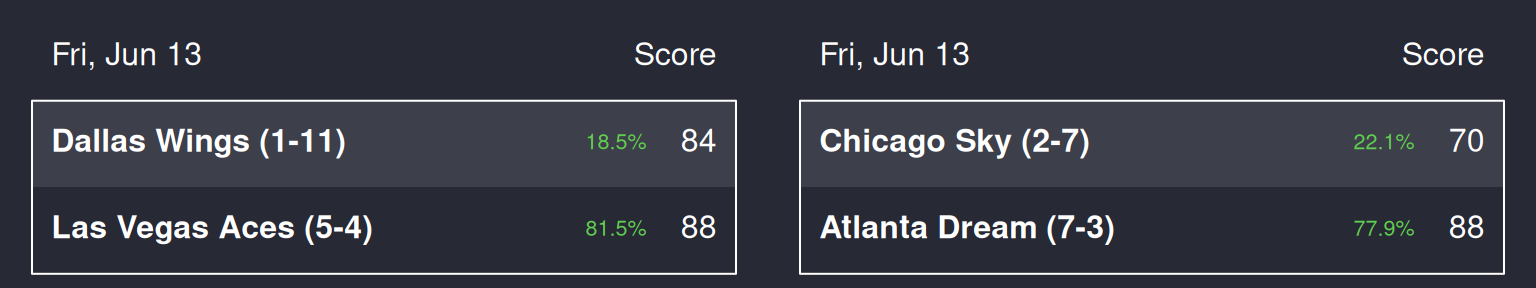 Fri, Jun 13 Score
Dallas Wings (1-11) 18.5% 84
Las Vegas Aces (5-4) 81.5% 88
Fri, Jun 13 Score
Chicago Sky (2-7) 22.1% 70
Atlanta Dream (7-3) 77.9% 88